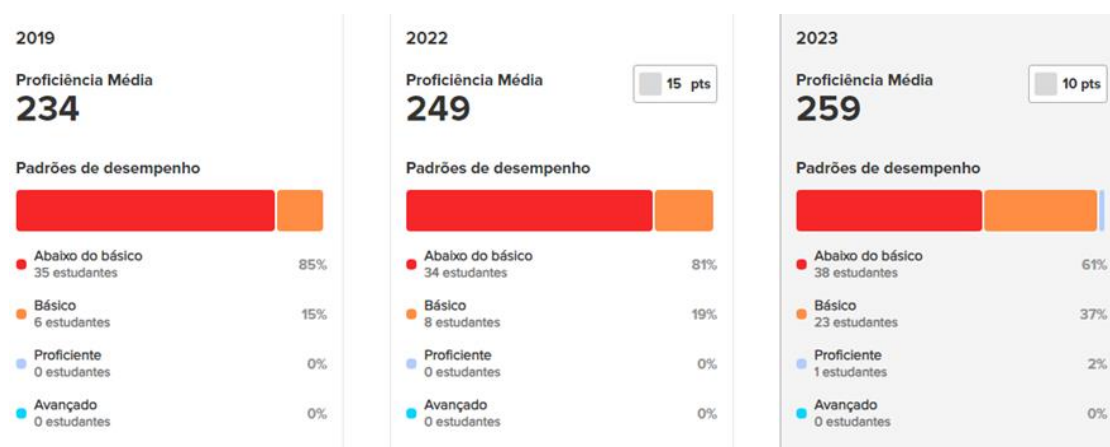 2019
Proficiência Média
234
Padrões de desempenho
Abaixo do básico
35 estudantes
85%
Básico
6 estudantes
15%
Proficiente
0 estudantes
0%
Avançado
0 estudantes
0%
2022
Proficiência Média
15 pts
249
Padrões de desempenho
Abaixo do básico
34 estudantes
81%
Básico
8 estudantes
19%
Proficiente
0 estudantes
0%
Avançado
0 estudantes
0%
2023
Proficiência Média
10 pts
259
Padrões de desempenho
Abaixo do básico
38 estudantes
61%
Básico
23 estudantes
37%
Proficiente
1 estudantes
2%
Avançado
0 estudantes
0%